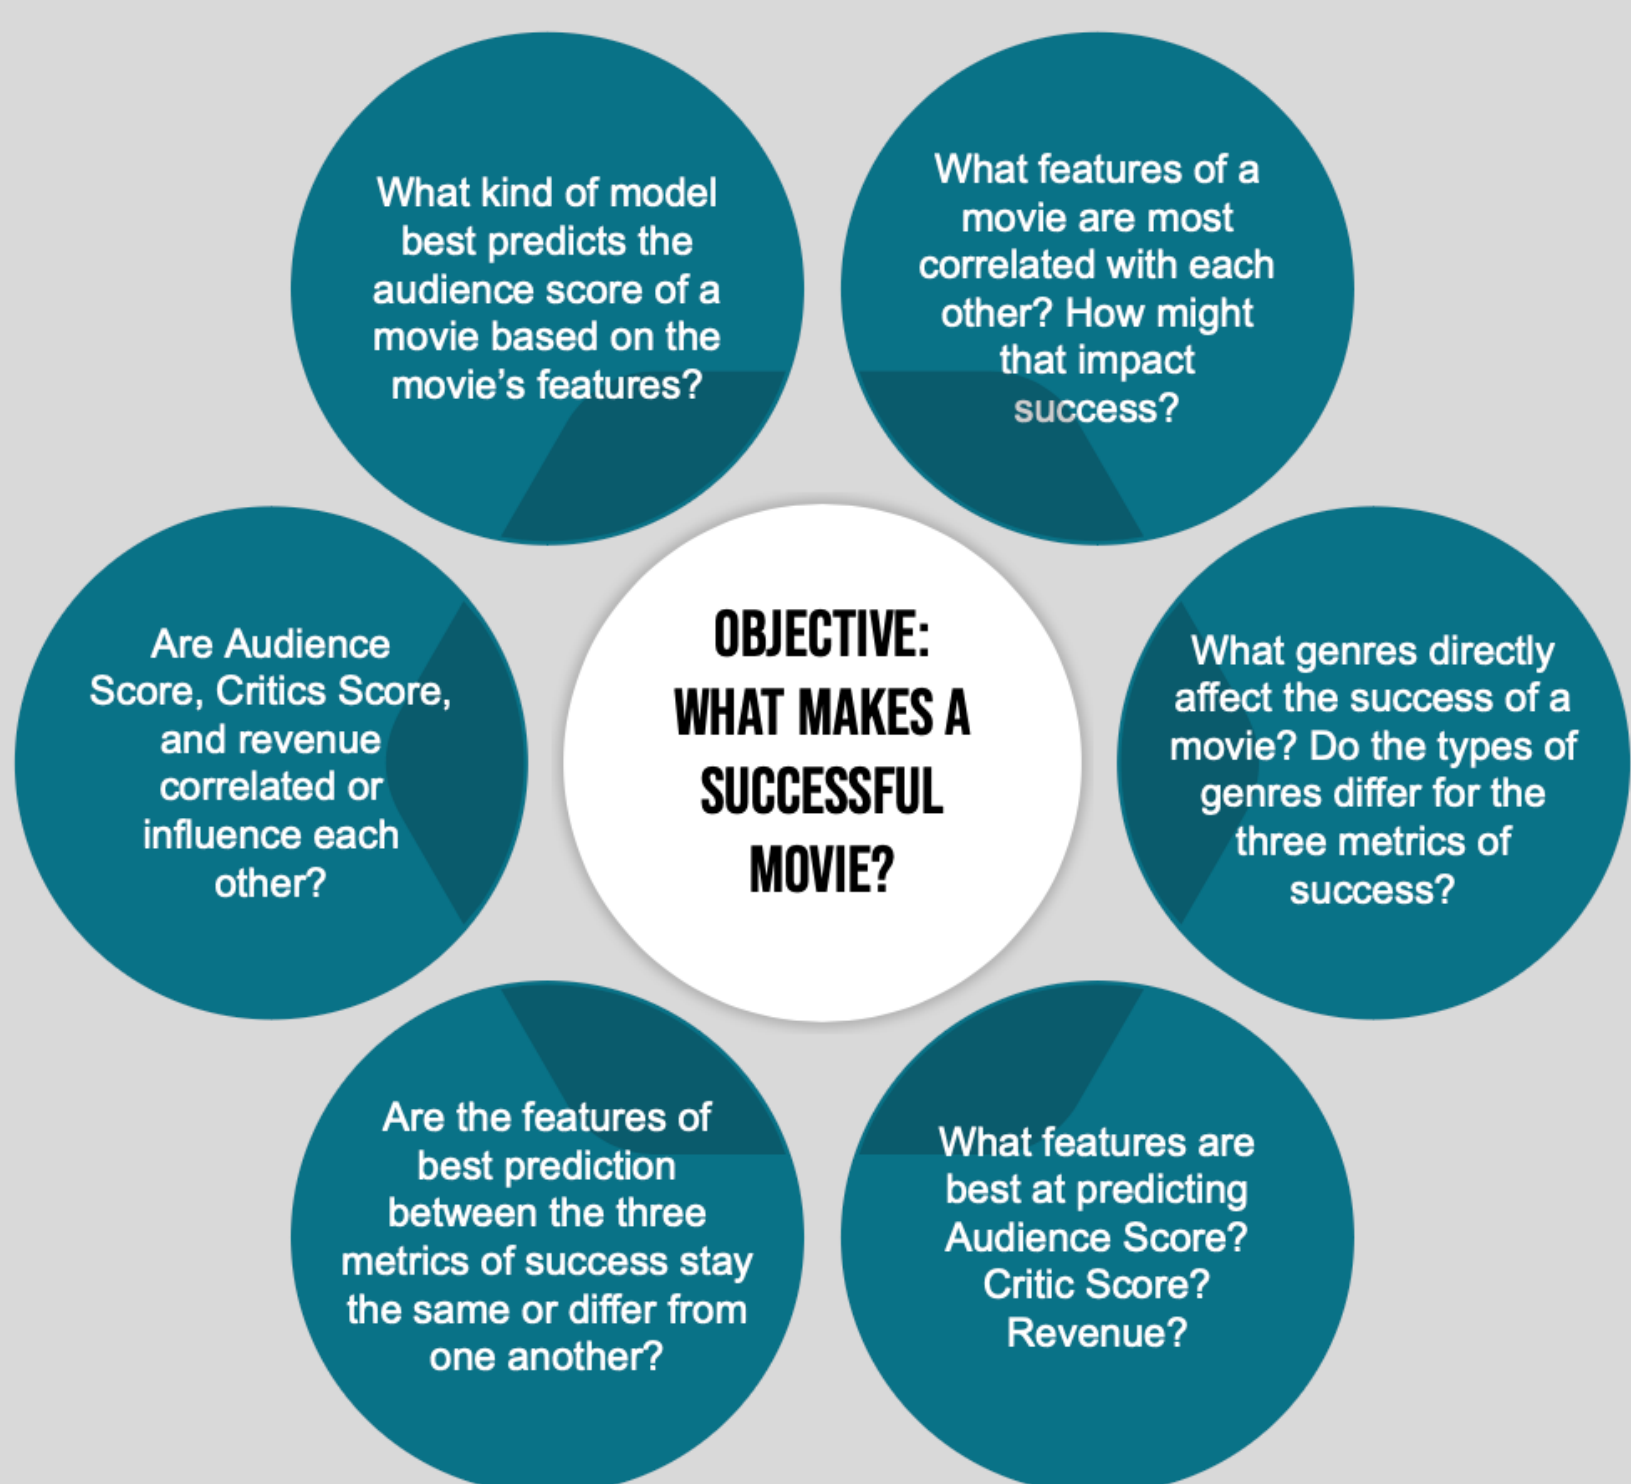 What kind of model
best predicts the
audience score of a
movie based on the
movie’s features?
What features of a
movie are most
correlated with each
other? How might
that impact
success?
Are Audience
Score, Critics Score,
and revenue
correlated or
influence each
other?
OBJECTIVE:
WHAT MAKES A
SUCCESSFUL
MOVIE?
What genres directly
affect the success of a
movie? Do the types of
genres differ for the
three metrics of
success?
Are the features of
best prediction
between the three
metrics of success stay
the same or differ from
one another?
What features are
best at predicting
Audience Score?
Critic Score?
Revenue?